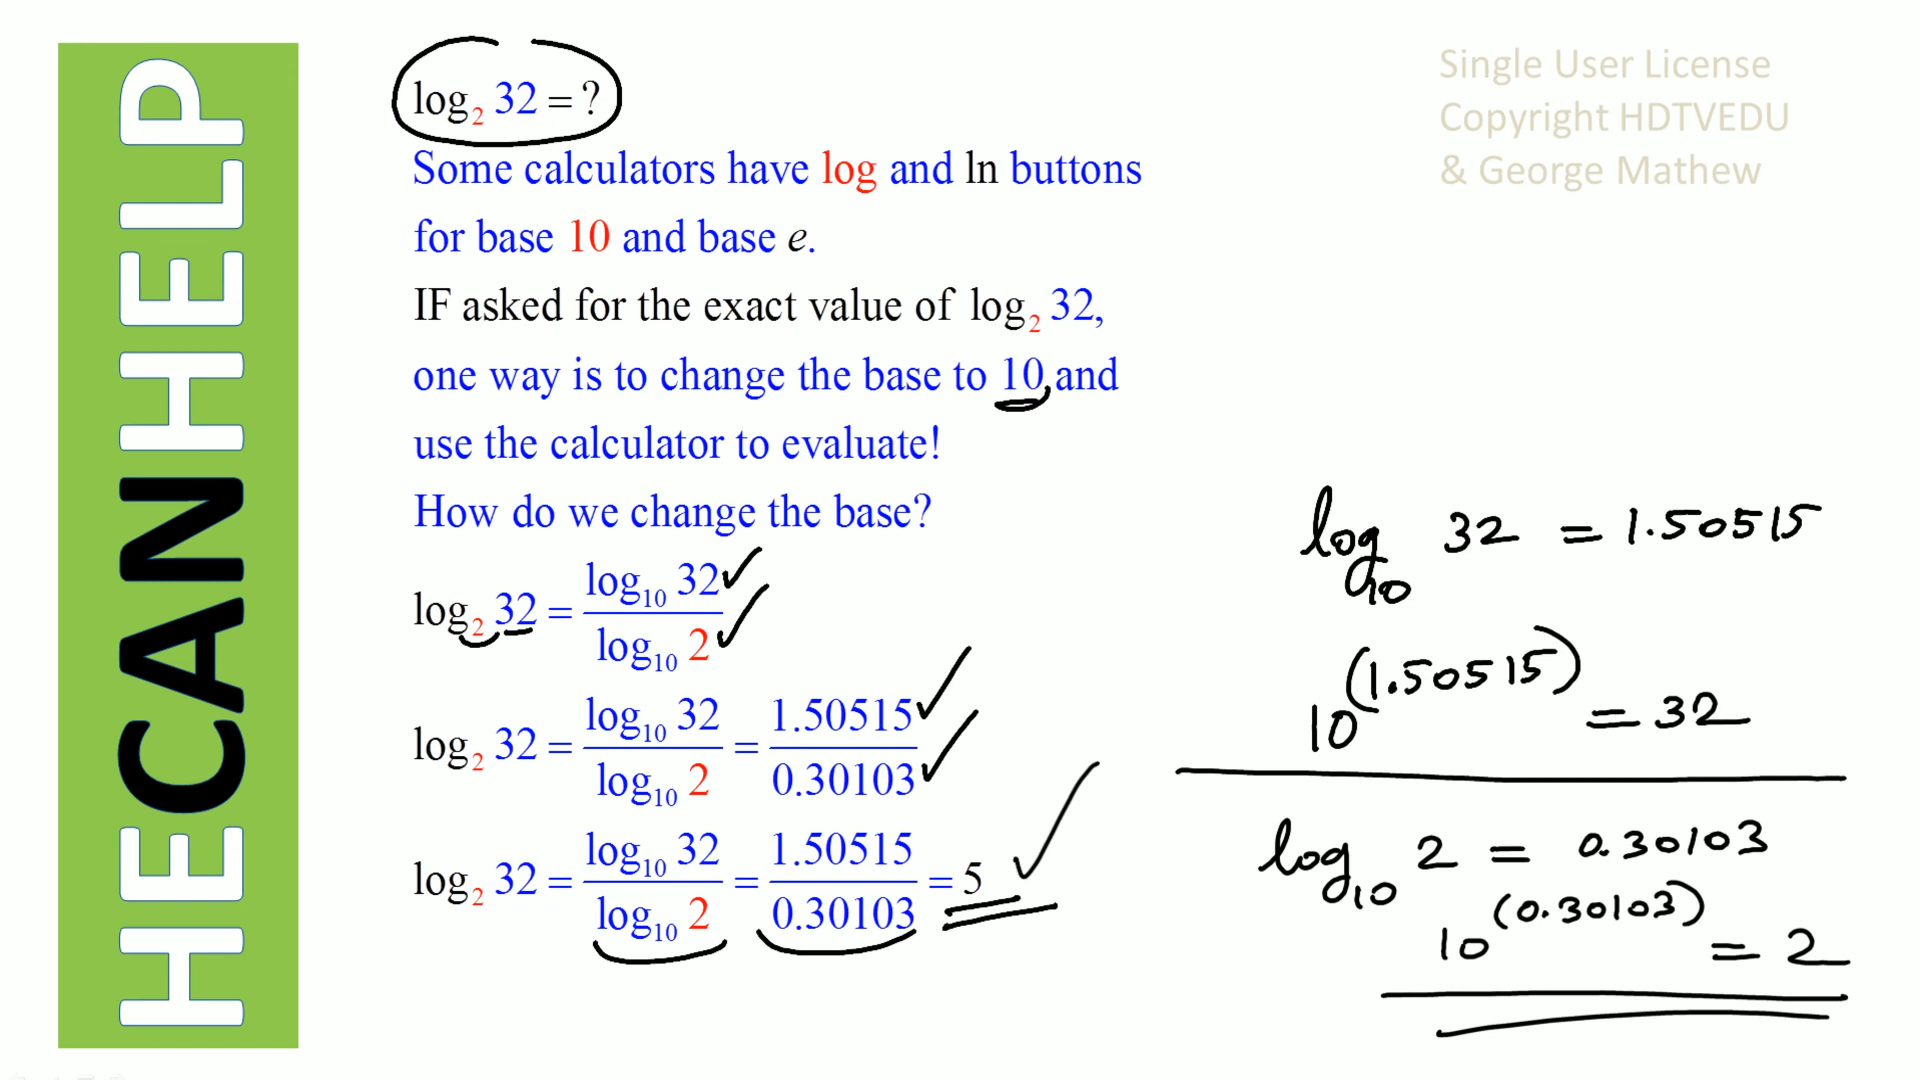 HECANHELP
log₂ 32 = ?
Some calculators have log and ln buttons
for base 10 and base e.
IF asked for the exact value of log₂ 32,
one way is to change the base to 10 and
use the calculator to evaluate!
How do we change the base?
log₂ 32 = log₁₀ 32 / log₁₀ 2
log₂ 32 = log₁₀ 32 / log₁₀ 2 = 1.50515 / 0.30103
log₂ 32 = log₁₀ 32 / log₁₀ 2 = 1.50515 / 0.30103 = 5
Single User License
Copyright HDTVEDU
& George Mathew
log₁₀ 32 = 1.50515
10^(1.50515) = 32
log₁₀ 2 = 0.30103
10^(0.30103) = 2